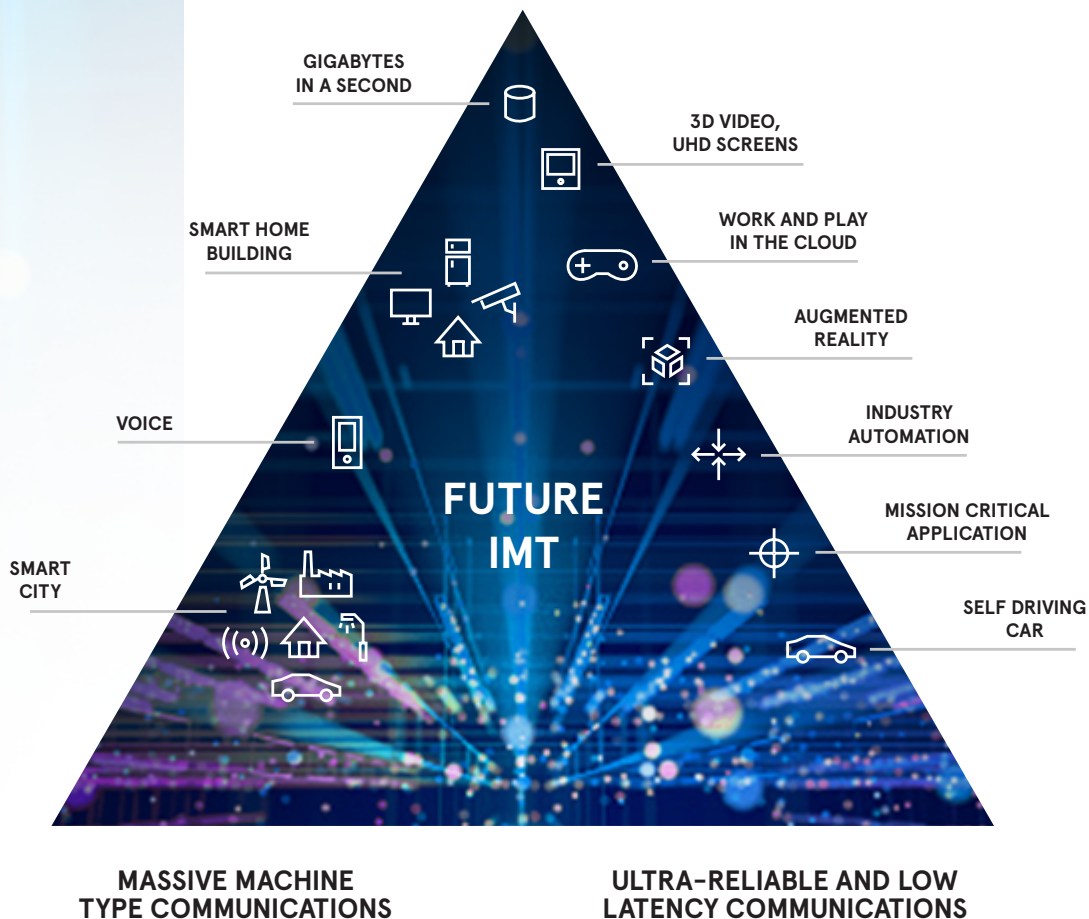 GIGABYTES
IN A SECOND
3D VIDEO,
UHD SCREENS
SMART HOME
BUILDING
WORK AND PLAY
IN THE CLOUD
AUGMENTED
REALITY
VOICE
INDUSTRY
AUTOMATION
FUTURE
IMT
MISSION CRITICAL
APPLICATION
SMART
CITY
SELF DRIVING
CAR
MASSIVE MACHINE
TYPE COMMUNICATIONS
ULTRA-RELIABLE AND LOW
LATENCY COMMUNICATIONS